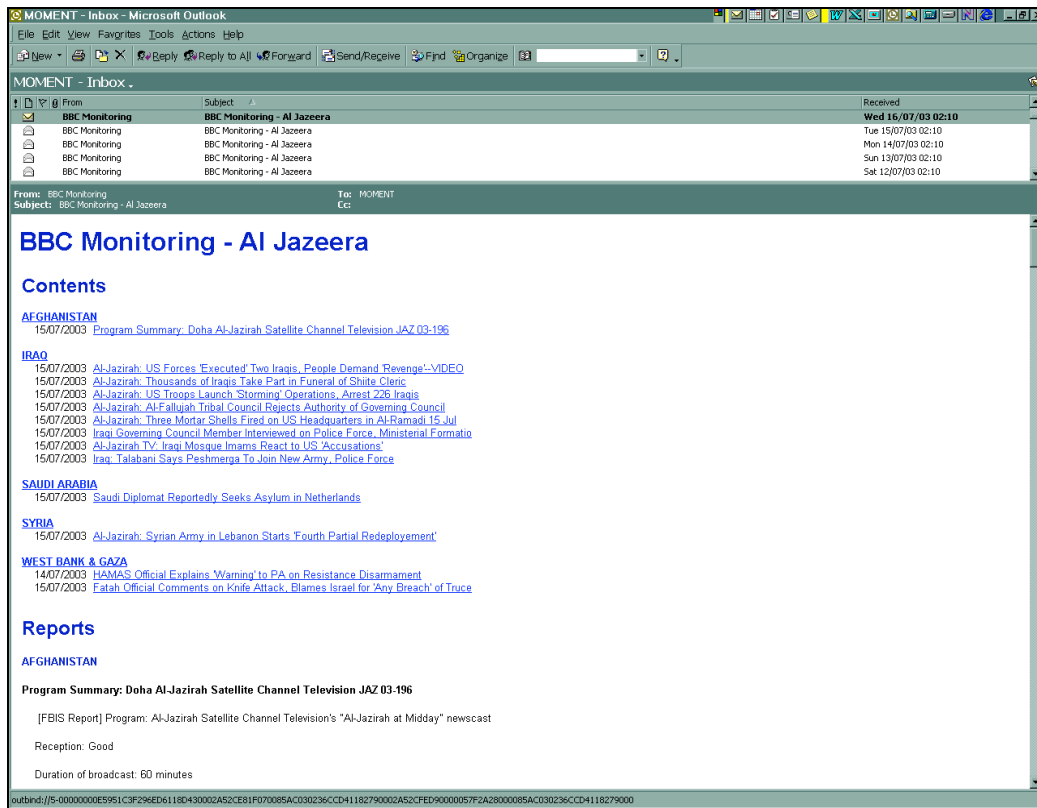 MOMENT - Inbox - Microsoft Outlook
File Edit View Favorites Tools Actions Help
New Reply Reply to All Forward Send/Receive Find Organize
MOMENT - Inbox
! From Subject Received
BBC Monitoring BBC Monitoring - Al Jazeera Wed 16/07/03 02:10
BBC Monitoring BBC Monitoring - Al Jazeera Tue 15/07/03 02:10
BBC Monitoring BBC Monitoring - Al Jazeera Mon 14/07/03 02:10
BBC Monitoring BBC Monitoring - Al Jazeera Sun 13/07/03 02:10
BBC Monitoring BBC Monitoring - Al Jazeera Sat 12/07/03 02:10
From: BBC Monitoring To: MOMENT
Subject: BBC Monitoring - Al Jazeera Cc:
BBC Monitoring - Al Jazeera
Contents
AFGHANISTAN
15/07/2003 Program Summary: Doha Al-Jazirah Satellite Channel Television JAZ 03-196
IRAQ
15/07/2003 Al-Jazirah: US Forces 'Executed' Two Iraqis, People Demand 'Revenge'--VIDEO
15/07/2003 Al-Jazirah: Thousands of Iraqis Take Part in Funeral of Shiite Cleric
15/07/2003 Al-Jazirah: US Troops Launch 'Storming' Operations, Arrest 226 Iraqis
15/07/2003 Al-Jazirah: Al-Fallujah Tribal Council Rejects Authority of Governing Council
15/07/2003 Al-Jazirah: Three Mortar Shells Fired on US Headquarters in Al-Ramadi 15 Jul
15/07/2003 Iraqi Governing Council Member Interviewed on Police Force, Ministerial Formatio
15/07/2003 Al-Jazirah TV: Iraqi Mosque Imams React to US 'Accusations'
15/07/2003 Iraq: Talabani Says Peshmerga To Join New Army, Police Force
SAUDI ARABIA
15/07/2003 Saudi Diplomat Reportedly Seeks Asylum in Netherlands
SYRIA
15/07/2003 Al-Jazirah: Syrian Army in Lebanon Starts 'Fourth Partial Redeployement'
WEST BANK & GAZA
14/07/2003 HAMAS Official Explains 'Warning' to PA on Resistance Disarmament
15/07/2003 Fatah Official Comments on Knife Attack, Blames Israel for 'Any Breach' of Truce
Reports
AFGHANISTAN
Program Summary: Doha Al-Jazirah Satellite Channel Television JAZ 03-196
[FBIS Report] Program: Al-Jazirah Satellite Channel Television's "Al-Jazirah at Midday" newscast
Reception: Good
Duration of broadcast: 60 minutes
outbind://5-00000000E5951C3F296ED6118D430002A52CE81F070085AC030236CCD41182790002A52CFED90000057F2A28000085AC030236CCD4118279000